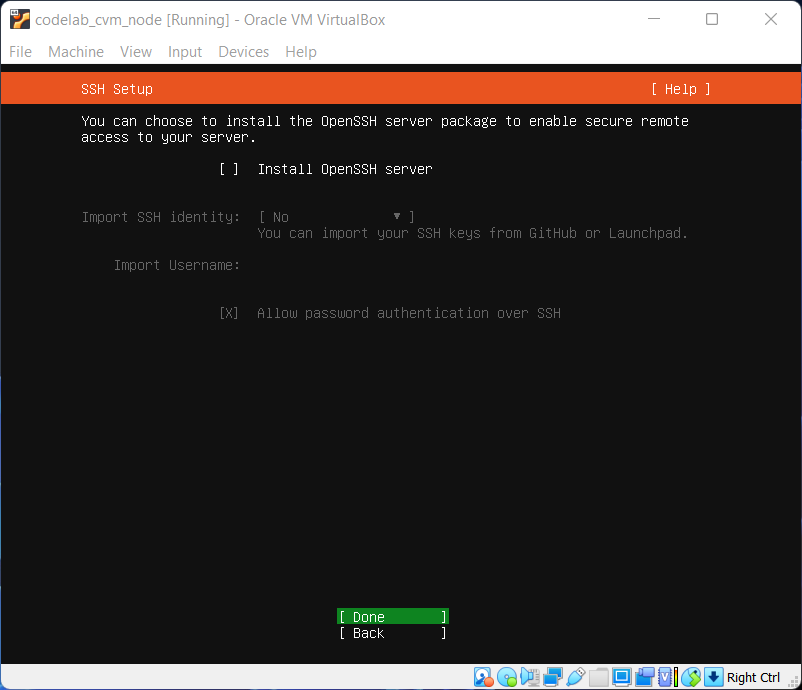 codelab_cvm_node [Running] - Oracle VM VirtualBox
File Machine View Input Devices Help
SSH Setup [ Help ]
You can choose to install the OpenSSH server package to enable secure remote
access to your server.
[ ] Install OpenSSH server
Import SSH identity: [ No ▾ ]
You can import your SSH keys from GitHub or Launchpad.
Import Username:
[X] Allow password authentication over SSH
[ Done ]
[ Back ]
Right Ctrl